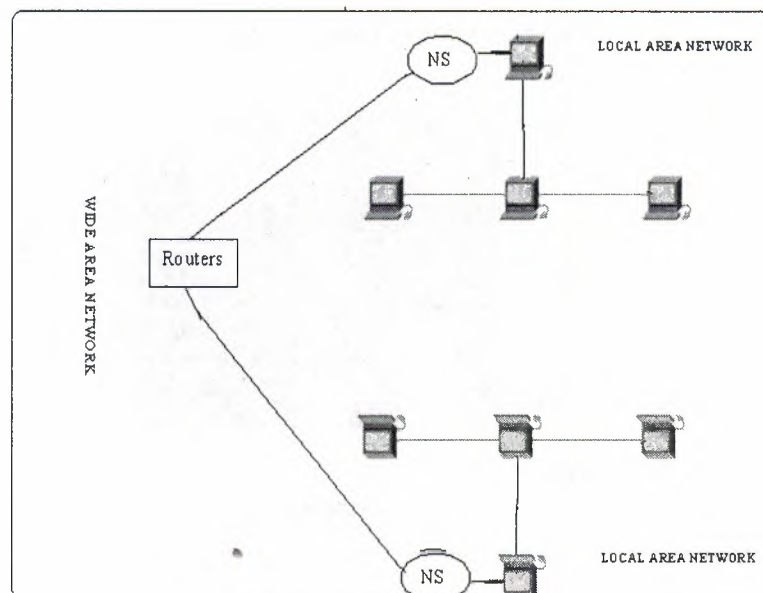 NS
LOCAL AREA NETWORK
WIDE AREA NETWORK
Routers
NS
LOCAL AREA NETWORK